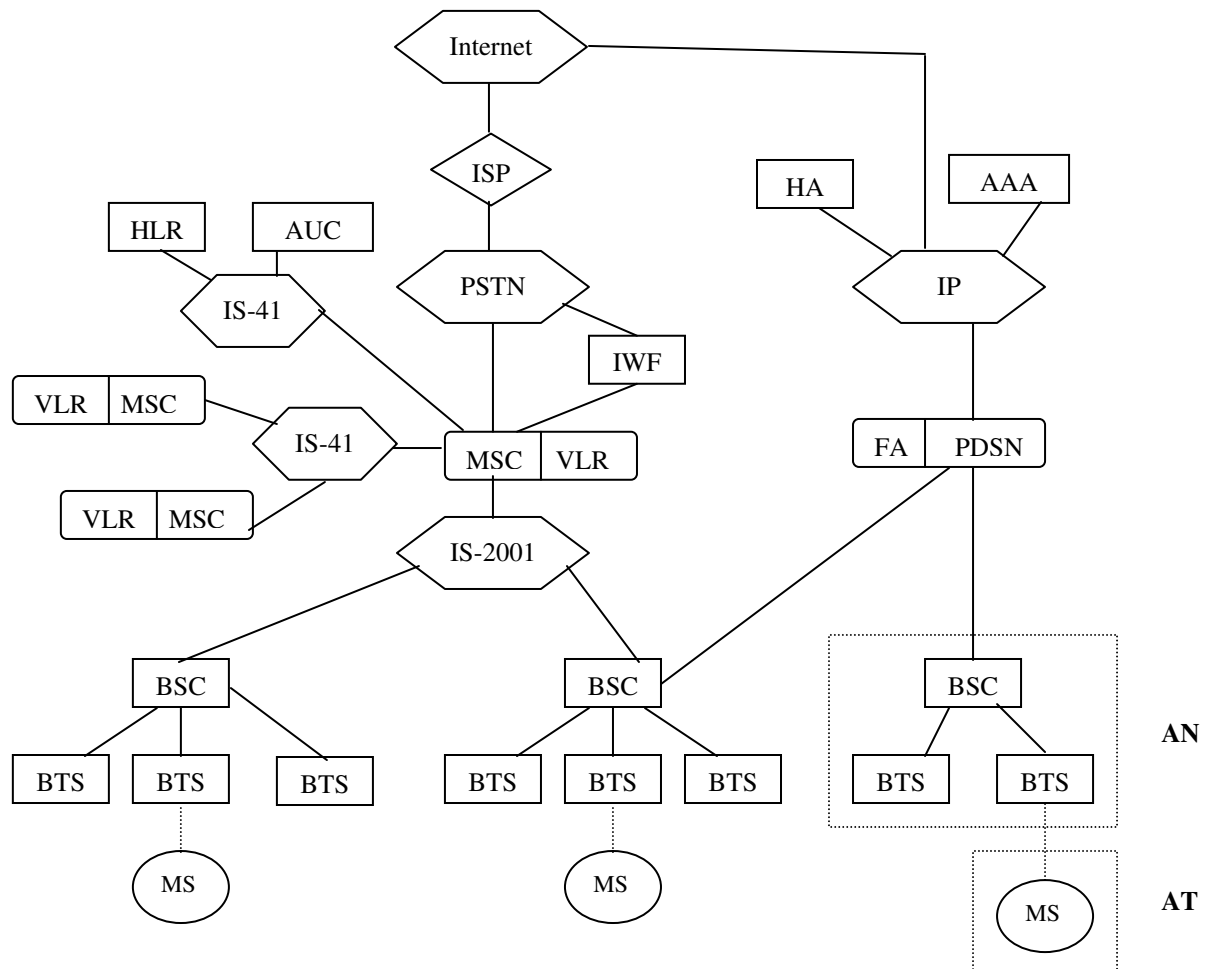 Internet
ISP
HA
AAA
HLR
AUC
PSTN
IP
IS-41
IWF
VLR MSC
IS-41
MSC VLR
FA PDSN
VLR MSC
IS-2001
BSC
BSC
BSC
AN
BTS
BTS
BTS
BTS
BTS
BTS
BTS
BTS
MS
MS
MS
AT